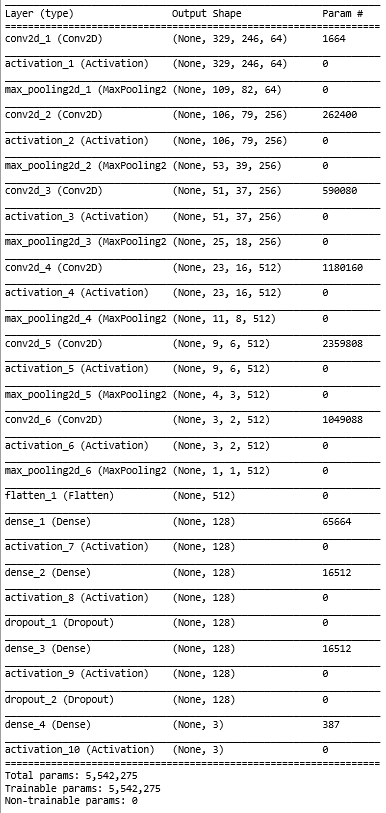 Layer (type) Output Shape Param #
conv2d_1 (Conv2D) (None, 329, 246, 64) 1664
activation_1 (Activation) (None, 329, 246, 64) 0
max_pooling2d_1 (MaxPooling2 (None, 109, 82, 64) 0
conv2d_2 (Conv2D) (None, 106, 79, 256) 262400
activation_2 (Activation) (None, 106, 79, 256) 0
max_pooling2d_2 (MaxPooling2 (None, 53, 39, 256) 0
conv2d_3 (Conv2D) (None, 51, 37, 256) 590080
activation_3 (Activation) (None, 51, 37, 256) 0
max_pooling2d_3 (MaxPooling2 (None, 25, 18, 256) 0
conv2d_4 (Conv2D) (None, 23, 16, 512) 1180160
activation_4 (Activation) (None, 23, 16, 512) 0
max_pooling2d_4 (MaxPooling2 (None, 11, 8, 512) 0
conv2d_5 (Conv2D) (None, 9, 6, 512) 2359808
activation_5 (Activation) (None, 9, 6, 512) 0
max_pooling2d_5 (MaxPooling2 (None, 4, 3, 512) 0
conv2d_6 (Conv2D) (None, 3, 2, 512) 1049088
activation_6 (Activation) (None, 3, 2, 512) 0
max_pooling2d_6 (MaxPooling2 (None, 1, 1, 512) 0
flatten_1 (Flatten) (None, 512) 0
dense_1 (Dense) (None, 128) 65664
activation_7 (Activation) (None, 128) 0
dense_2 (Dense) (None, 128) 16512
activation_8 (Activation) (None, 128) 0
dropout_1 (Dropout) (None, 128) 0
dense_3 (Dense) (None, 128) 16512
activation_9 (Activation) (None, 128) 0
dropout_2 (Dropout) (None, 128) 0
dense_4 (Dense) (None, 3) 387
activation_10 (Activation) (None, 3) 0
Total params: 5,542,275
Trainable params: 5,542,275
Non-trainable params: 0